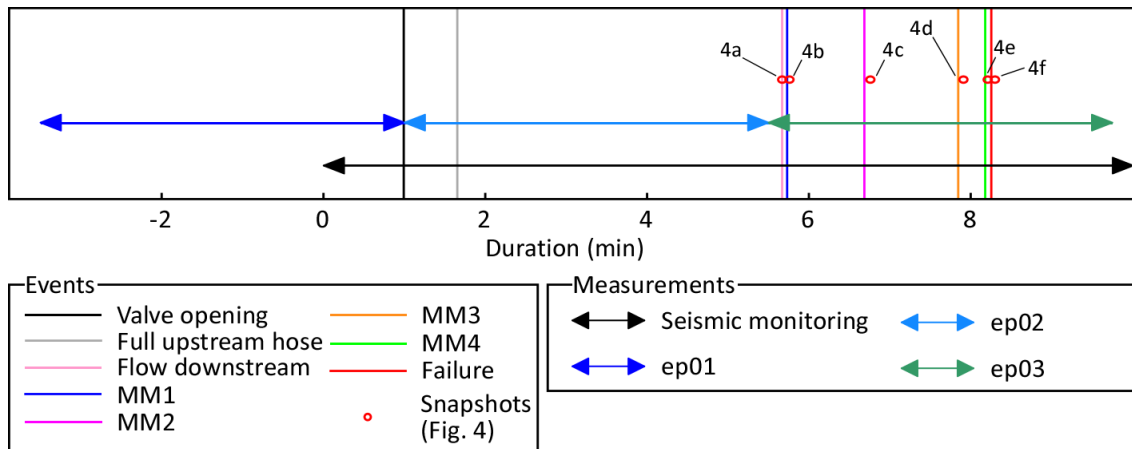 4a
4b
4c
4d
4e
4f
-2
0
2
4
6
8
Duration (min)
Events
Valve opening
Full upstream hose
Flow downstream
MM1
MM2
MM3
MM4
Failure
Snapshots
(Fig. 4)
Measurements
Seismic monitoring
ep01
ep02
ep03